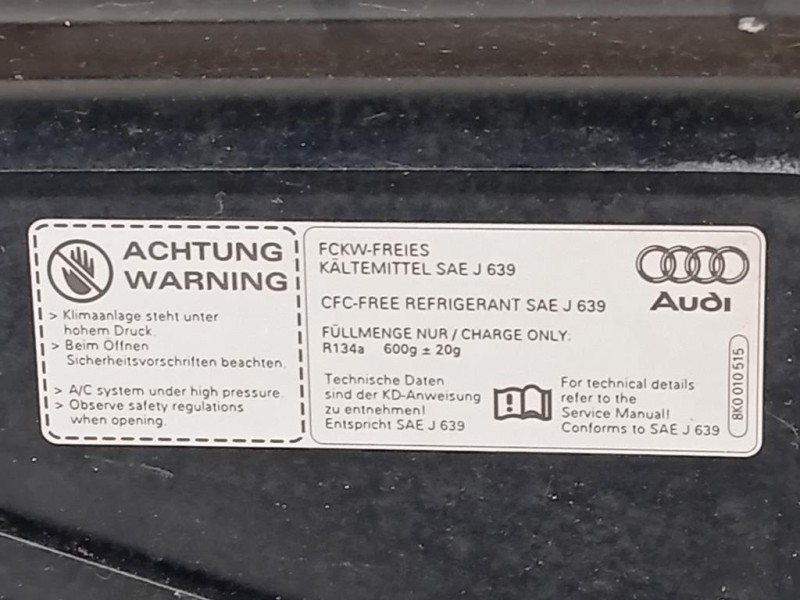 ACHTUNG
WARNING
> Klimaanlage steht unter
hohem Druck.
> Beim Öffnen
Sicherheitsvorschriften beachten.
> A/C system under high pressure.
> Observe safety regulations
when opening.
FCKW-FREIES
KÄLTEMITTEL SAE J 639
CFC-FREE REFRIGERANT SAE J 639
FÜLLMENGE NUR / CHARGE ONLY:
R134a 600g ± 20g
Technische Daten
sind der KD-Anweisung
zu entnehmen!
Entspricht SAE J 639
For technical details
refer to the
Service Manual!
Conforms to SAE J 639
Audi
8K0 010 515